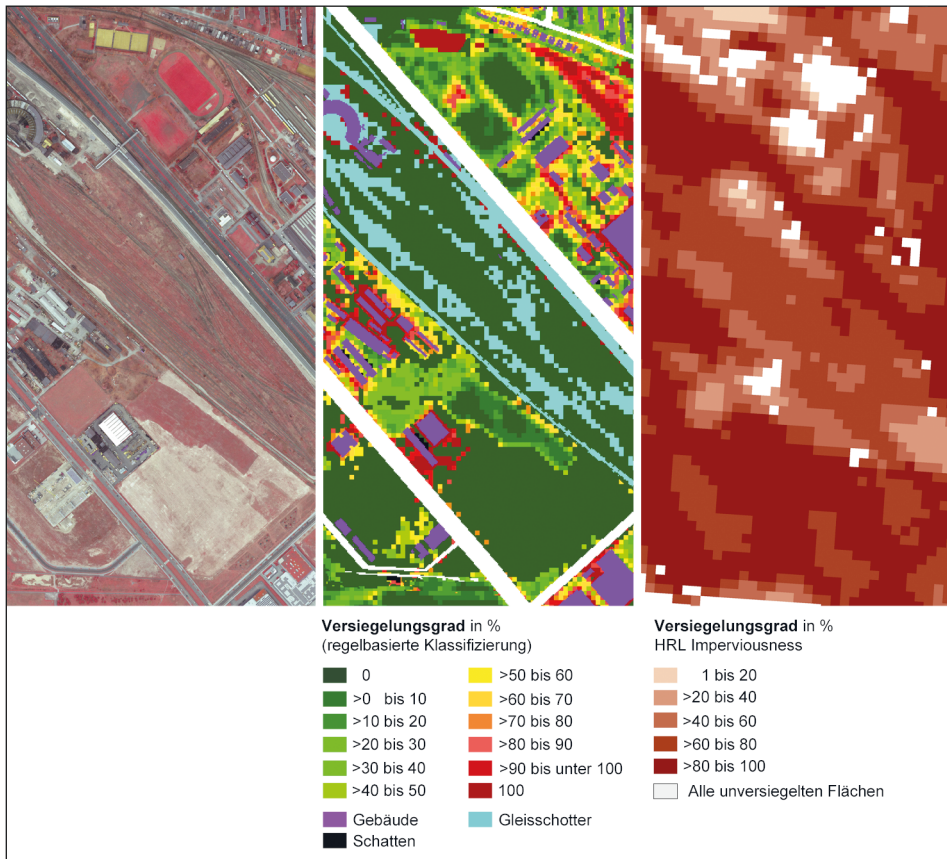 Versiegelungsgrad in %
(regelbasierte Klassifizierung)
0
>0 bis 10
>10 bis 20
>20 bis 30
>30 bis 40
>40 bis 50
Gebäude
Schatten
>50 bis 60
>60 bis 70
>70 bis 80
>80 bis 90
>90 bis unter 100
100
Gleisschotter
Versiegelungsgrad in %
HRL Imperviousness
1 bis 20
>20 bis 40
>40 bis 60
>60 bis 80
>80 bis 100
Alle unversiegelten Flächen